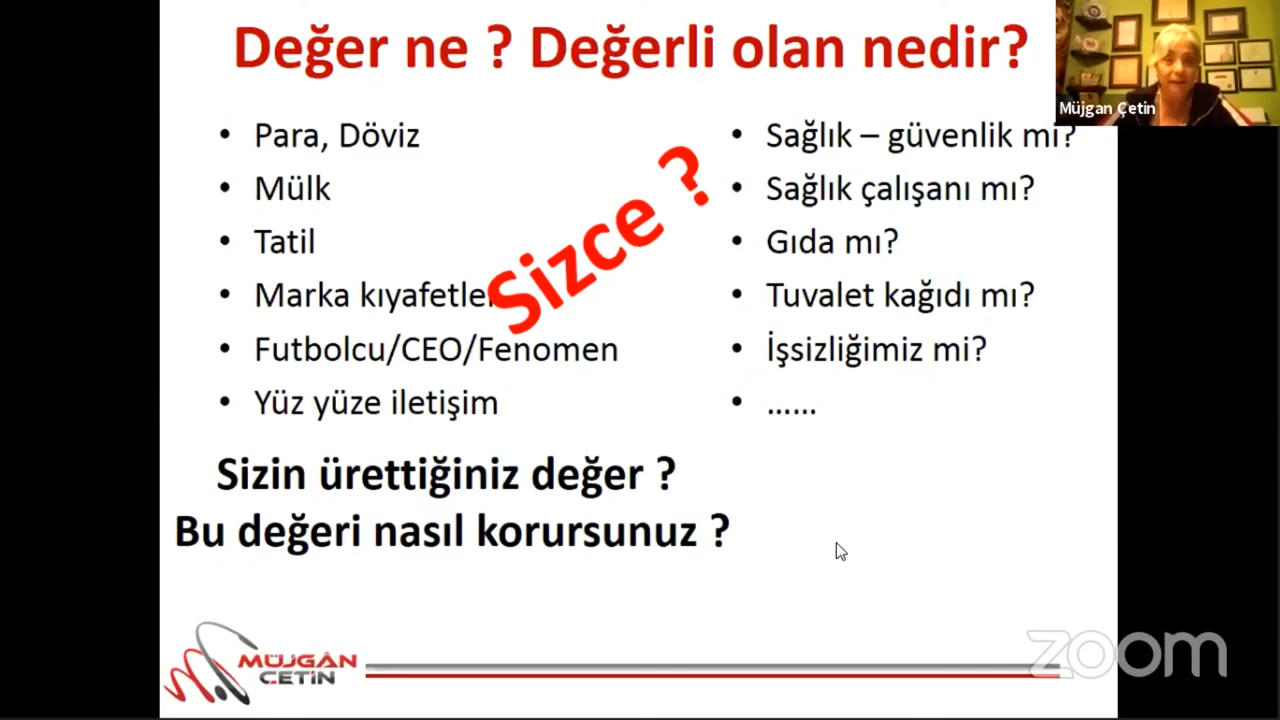 Değer ne ? Değerli olan nedir?
Müjgan Çetin
• Para, Döviz
• Mülk
• Tatil
• Marka kıyafetler
• Futbolcu/CEO/Fenomen
• Yüz yüze iletişim
Sizce ?
• Sağlık – güvenlik mi?
• Sağlık çalışanı mı?
• Gıda mı?
• Tuvalet kağıdı mı?
• İşsizliğimiz mi?
• ......
Sizin ürettiğiniz değer ?
Bu değeri nasıl korursunuz ?
MÜJGÂN
ÇETİN
zoom